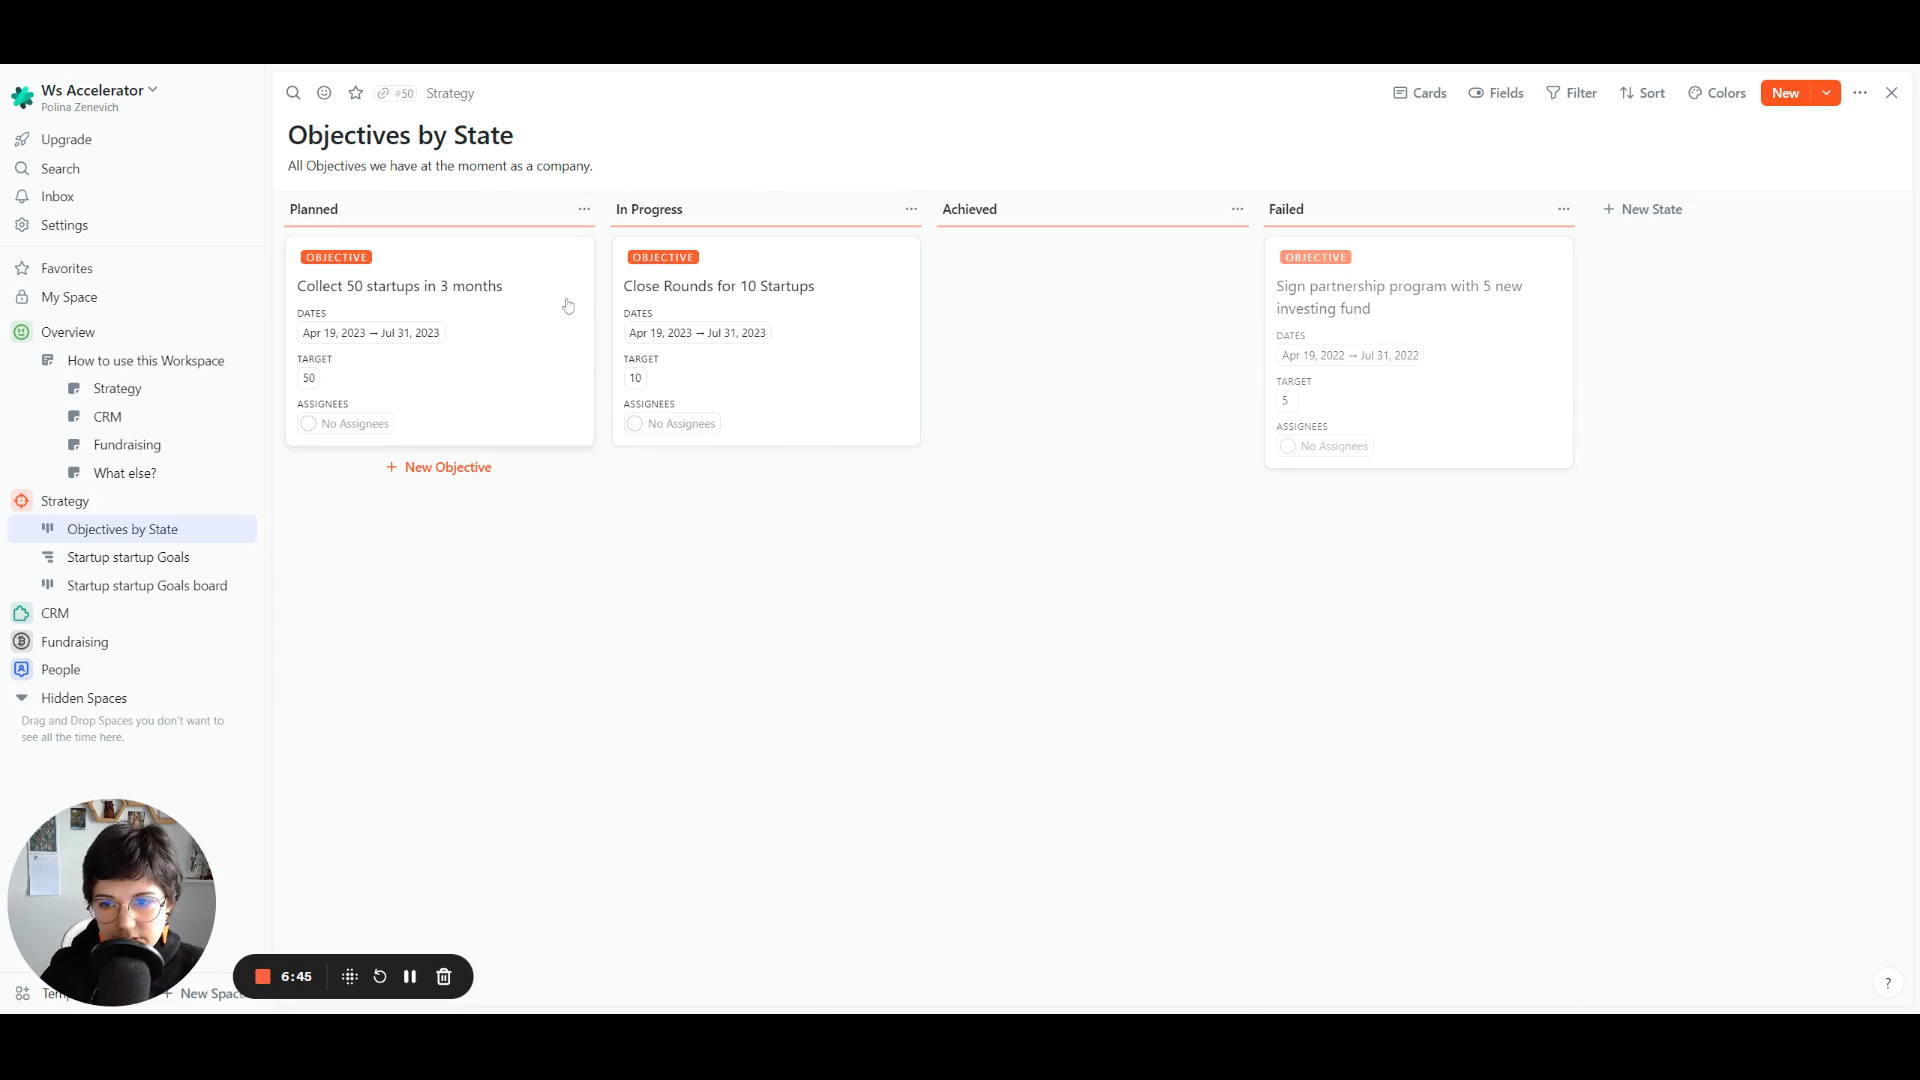 Ws Accelerator
Polina Zenevich
Upgrade
Search
Inbox
Settings
Favorites
My Space
Overview
How to use this Workspace
Strategy
CRM
Fundraising
What else?
Strategy
Objectives by State
Startup startup Goals
Startup startup Goals board
CRM
Fundraising
People
Hidden Spaces
Drag and Drop Spaces you don't want to
see all the time here.
+ New Space
6:45
#50 Strategy
Cards Fields Filter Sort Colors New
Objectives by State
All Objectives we have at the moment as a company.
Planned
OBJECTIVE
Collect 50 startups in 3 months
DATES
Apr 19, 2023 → Jul 31, 2023
TARGET
50
ASSIGNEES
No Assignees
+ New Objective
In Progress
OBJECTIVE
Close Rounds for 10 Startups
DATES
Apr 19, 2023 → Jul 31, 2023
TARGET
10
ASSIGNEES
No Assignees
Achieved
Failed
OBJECTIVE
Sign partnership program with 5 new
investing fund
DATES
Apr 19, 2022 → Jul 31, 2022
TARGET
5
ASSIGNEES
No Assignees
+ New State
?